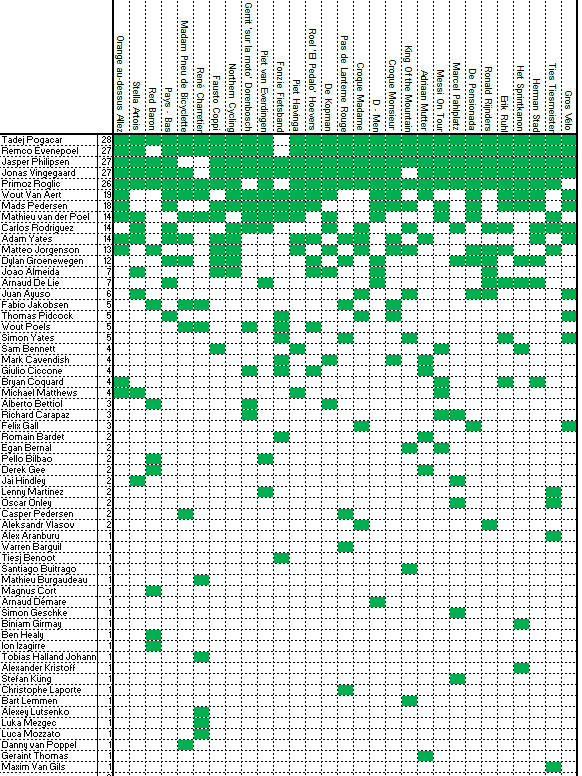 Orange au-dessus Allez
Stella Artois
Red Baron
Pays - Bas
Madam Pneu de Bicyclette
René Charretier
Fausto Coppi
Northern Cycling
Gerrit 'sur la moto' Dorenbosch
Piet van Everdingen
Fonzie Fietsband
Piet Havinga
Roel 'El Pedalo' Hoevers
De Kopman
Pas de Lanterne Rouge
Croque Madame
D - Men
Croque Monsieur
King Of the Mountain
Adriaan Mutter
Messi On Tour
Marcel Pahlplatz
De Pensionada
Ronald Rijnders
Erik Ruhl
Het Sprintkanon
Herman Stad
Ties Tiesmeister
Gros Vélo
Tadej Pogacar 28
Remco Evenepoel 27
Jasper Philipsen 27
Jonas Vingegaard 27
Primoz Roglic 26
Wout Van Aert 19
Mads Pedersen 18
Mathieu van der Poel 14
Carlos Rodriguez 14
Adam Yates 14
Matteo Jorgenson 13
Dylan Groenewegen 12
Joao Almeida 7
Arnaud De Lie 7
Juan Ayuso 6
Fabio Jakobsen 5
Thomas Pidcock 5
Wout Poels 5
Simon Yates 5
Sam Bennett 4
Mark Cavendish 4
Giulio Ciccone 4
Bryan Coquard 4
Michael Matthews 4
Alberto Bettiol 3
Richard Carapaz 3
Felix Gall 3
Romain Bardet 2
Egan Bernal 2
Pello Bilbao 2
Derek Gee 2
Jai Hindley 2
Lenny Martinez 2
Oscar Onley 2
Casper Pedersen 2
Aleksandr Vlasov 2
Alex Aranburu 1
Warren Barguil 1
Tiesj Benoot 1
Santiago Buitrago 1
Mathieu Burgaudeau 1
Magnus Cort 1
Arnaud Démare 1
Simon Geschke 1
Biniam Girmay 1
Ben Healy 1
Ion Izagirre 1
Tobias Halland Johann 1
Alexander Kristoff 1
Stefan Küng 1
Christophe Laporte 1
Bart Lemmen 1
Alexey Lutsenko 1
Luka Mezgec 1
Luca Mozzato 1
Danny van Poppel 1
Geraint Thomas 1
Maxim Van Gils 1